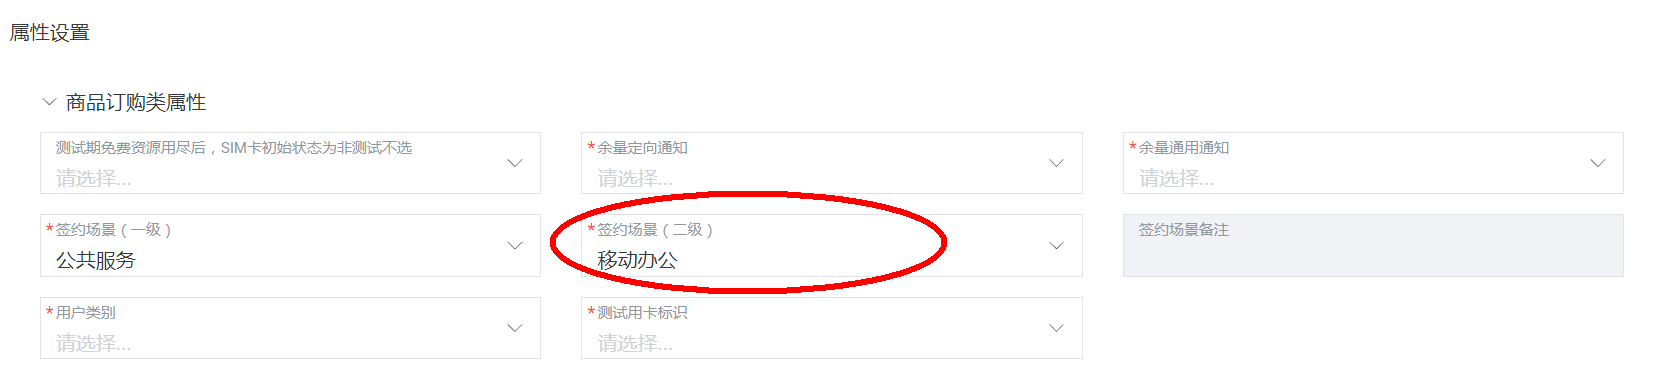 属性设置
商品订购类属性
测试期免费资源用尽后，SIM卡初始状态为非测试不选
请选择...
*余量定向通知
请选择...
*余量通用通知
请选择...
*签约场景（一级）
公共服务
*签约场景（二级）
移动办公
签约场景备注
*用户类别
请选择...
*测试用卡标识
请选择...